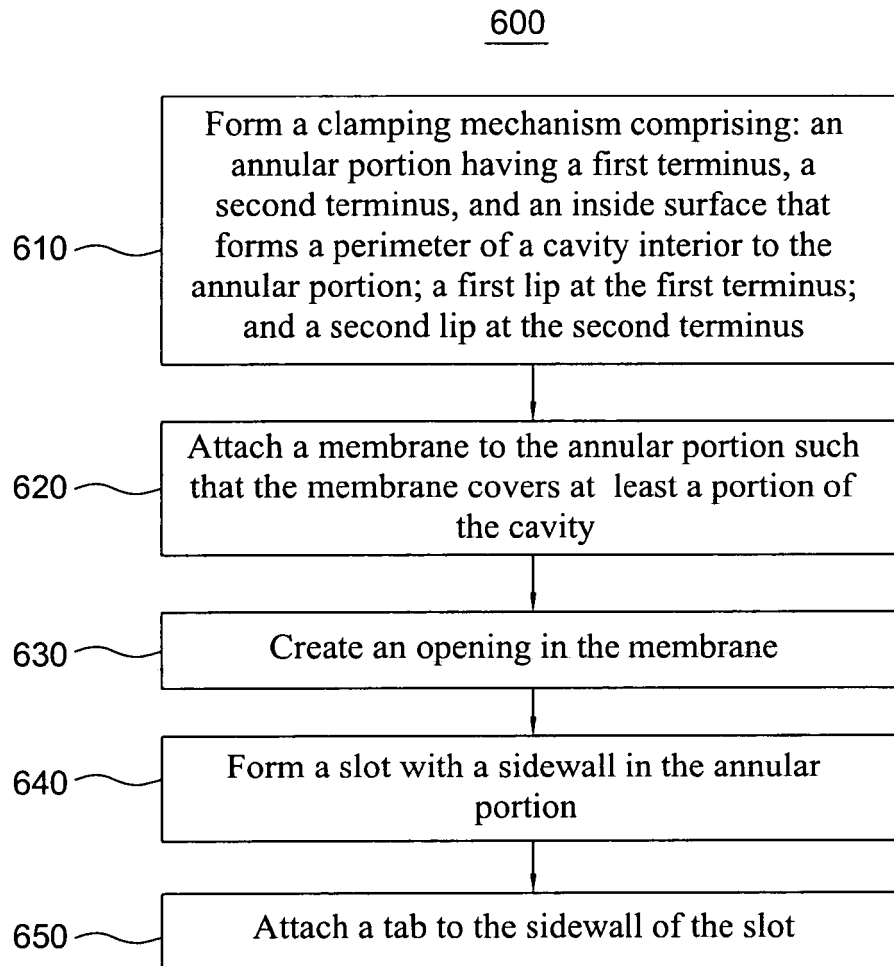 600
610
Form a clamping mechanism comprising: an
annular portion having a first terminus, a
second terminus, and an inside surface that
forms a perimeter of a cavity interior to the
annular portion; a first lip at the first terminus;
and a second lip at the second terminus
620
Attach a membrane to the annular portion such
that the membrane covers at least a portion of
the cavity
630
Create an opening in the membrane
640
Form a slot with a sidewall in the annular
portion
650
Attach a tab to the sidewall of the slot